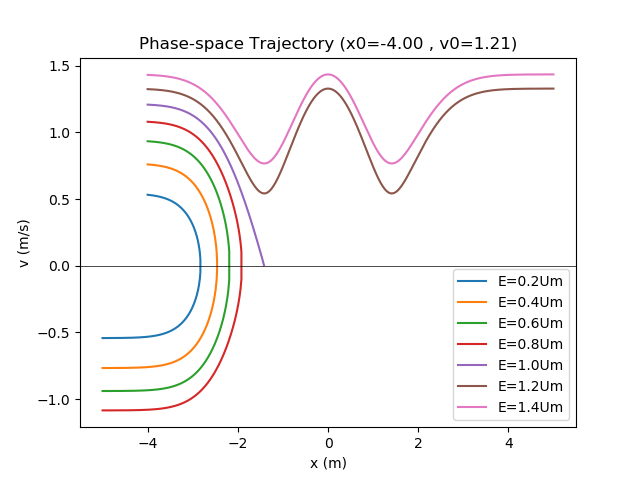 Phase-space Trajectory (x0=-4.00 , v0=1.21)
v (m/s)
1.5
1.0
0.5
0.0
−0.5
−1.0
E=0.2Um
E=0.4Um
E=0.6Um
E=0.8Um
E=1.0Um
E=1.2Um
E=1.4Um
−4 −2 0 2 4
x (m)